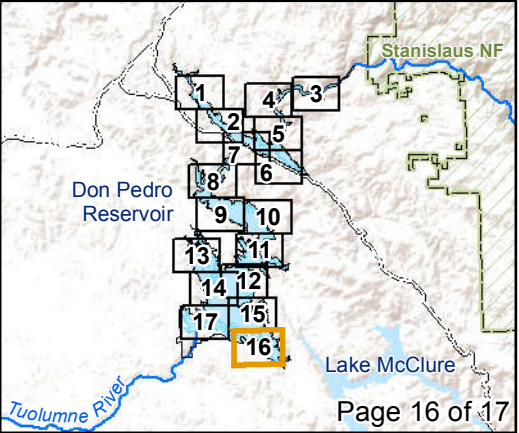 Stanislaus NF
1
4
3
2
5
7
6
8
Don Pedro
Reservoir
9
10
13
11
14
12
17
15
16
Lake McClure
Tuolumne River
Page 16 of 17